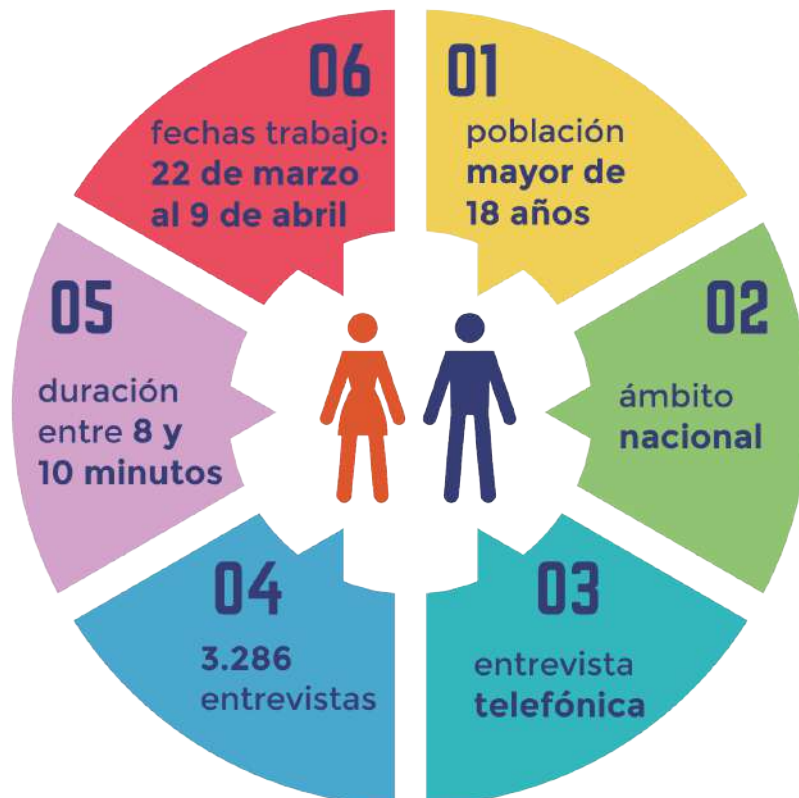 01
población
mayor de
18 años
02
ámbito
nacional
03
entrevista
telefónica
04
3.286
entrevistas
05
duración
entre 8 y
10 minutos
06
fechas trabajo:
22 de marzo
al 9 de abril